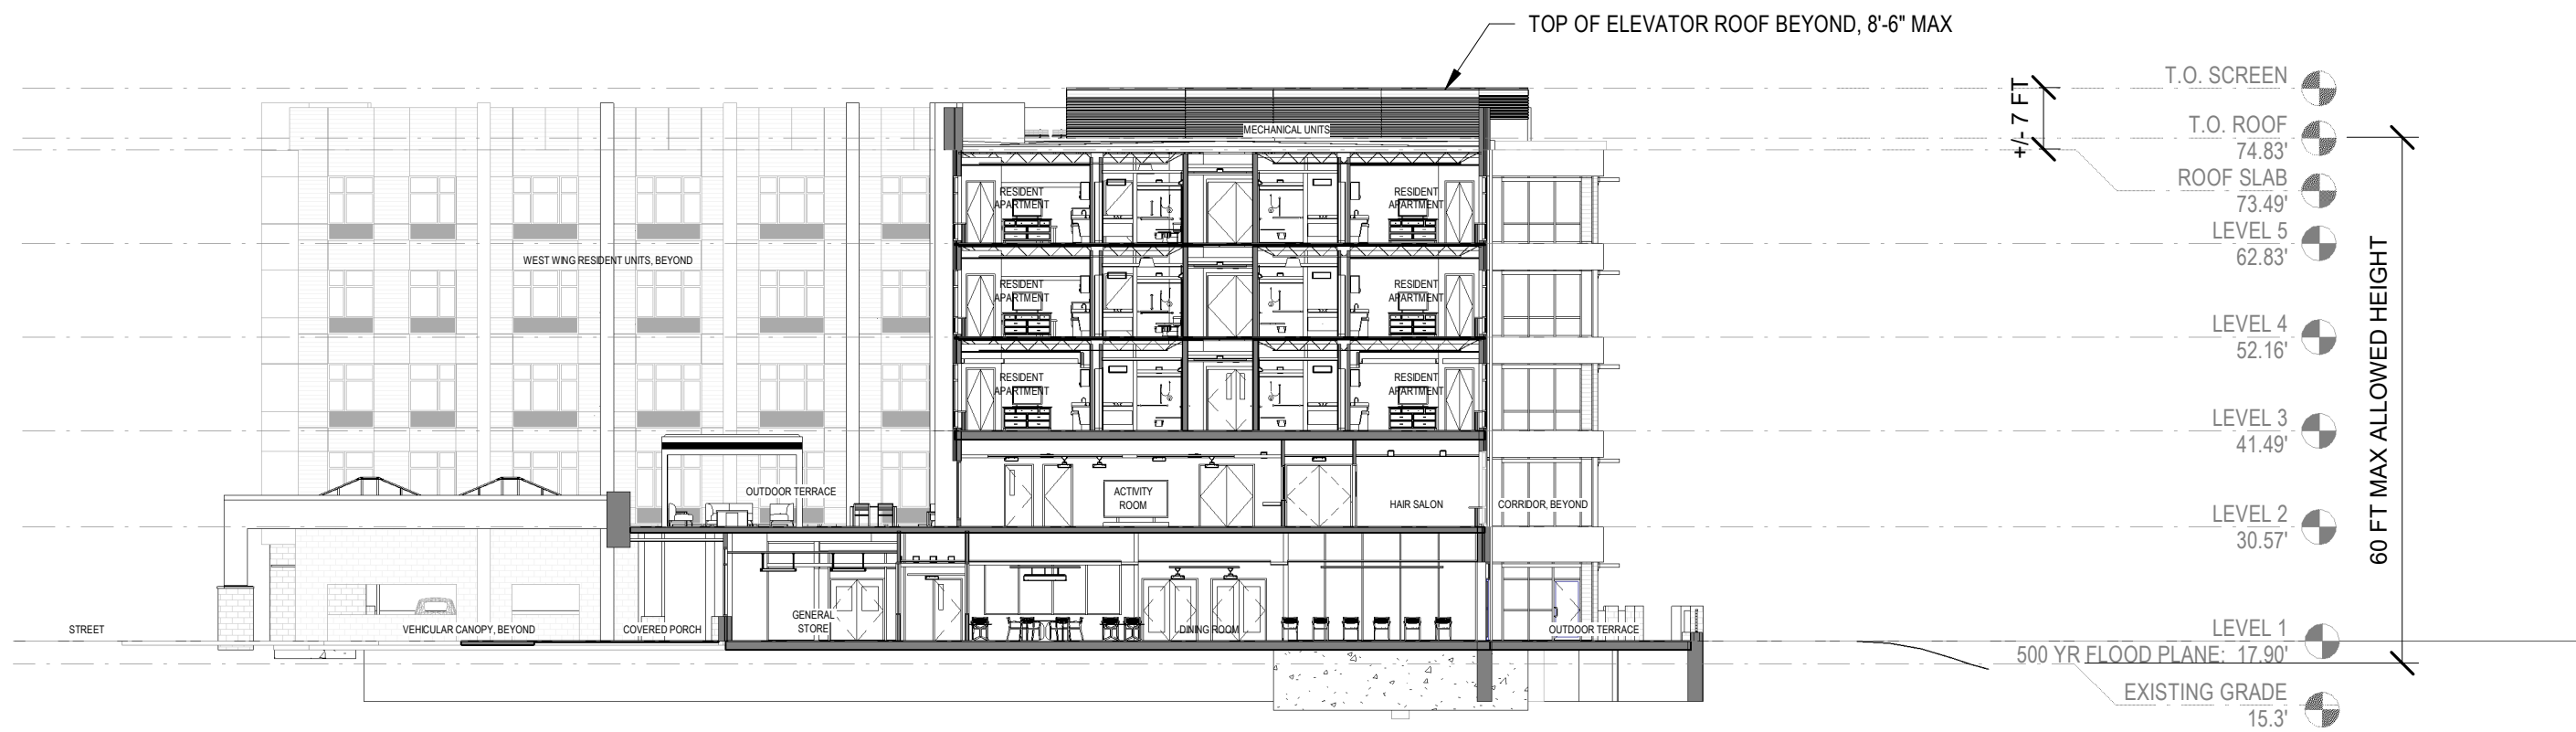 TOP OF ELEVATOR ROOF BEYOND, 8'-6" MAX
T.O. SCREEN
+/- 7 FT
T.O. ROOF
74.83'
MECHANICAL UNITS
ROOF SLAB
73.49'
RESIDENT
APARTMENT
RESIDENT
APARTMENT
LEVEL 5
62.83'
WEST WING RESIDENT UNITS, BEYOND
RESIDENT
APARTMENT
RESIDENT
APARTMENT
LEVEL 4
52.16'
RESIDENT
APARTMENT
RESIDENT
APARTMENT
LEVEL 3
41.49'
60 FT MAX ALLOWED HEIGHT
OUTDOOR TERRACE
ACTIVITY
ROOM
HAIR SALON
CORRIDOR, BEYOND
LEVEL 2
30.57'
GENERAL
STORE
STREET
VEHICULAR CANOPY, BEYOND
COVERED PORCH
DINING ROOM
OUTDOOR TERRACE
LEVEL 1
500 YR FLOOD PLANE: 17.90'
EXISTING GRADE
15.3'